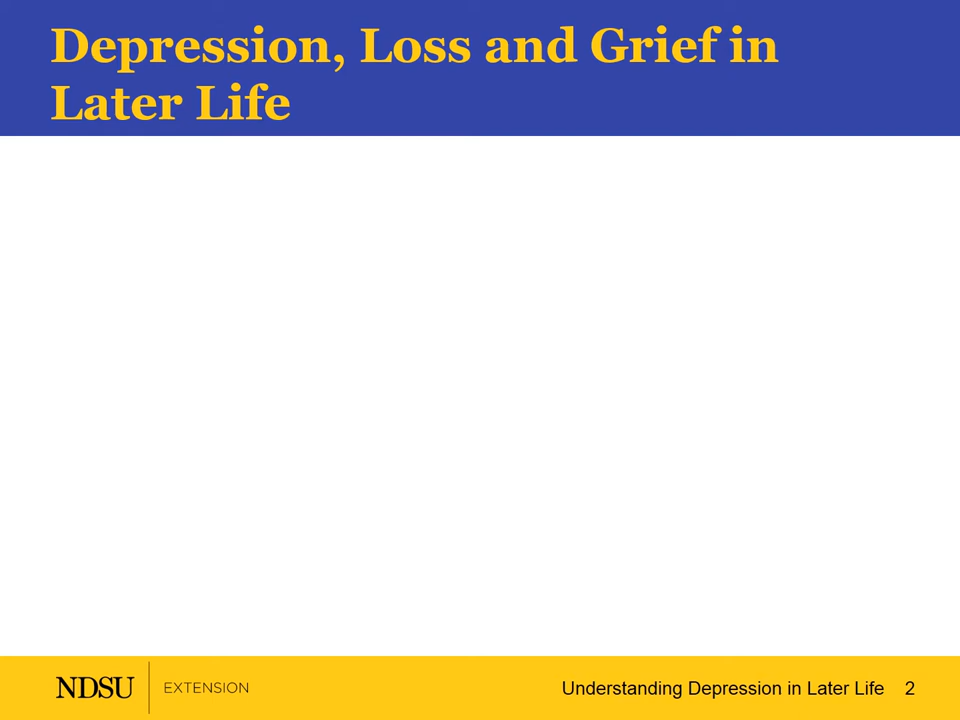 Depression, Loss and Grief in
Later Life
NDSU EXTENSION
Understanding Depression in Later Life 2